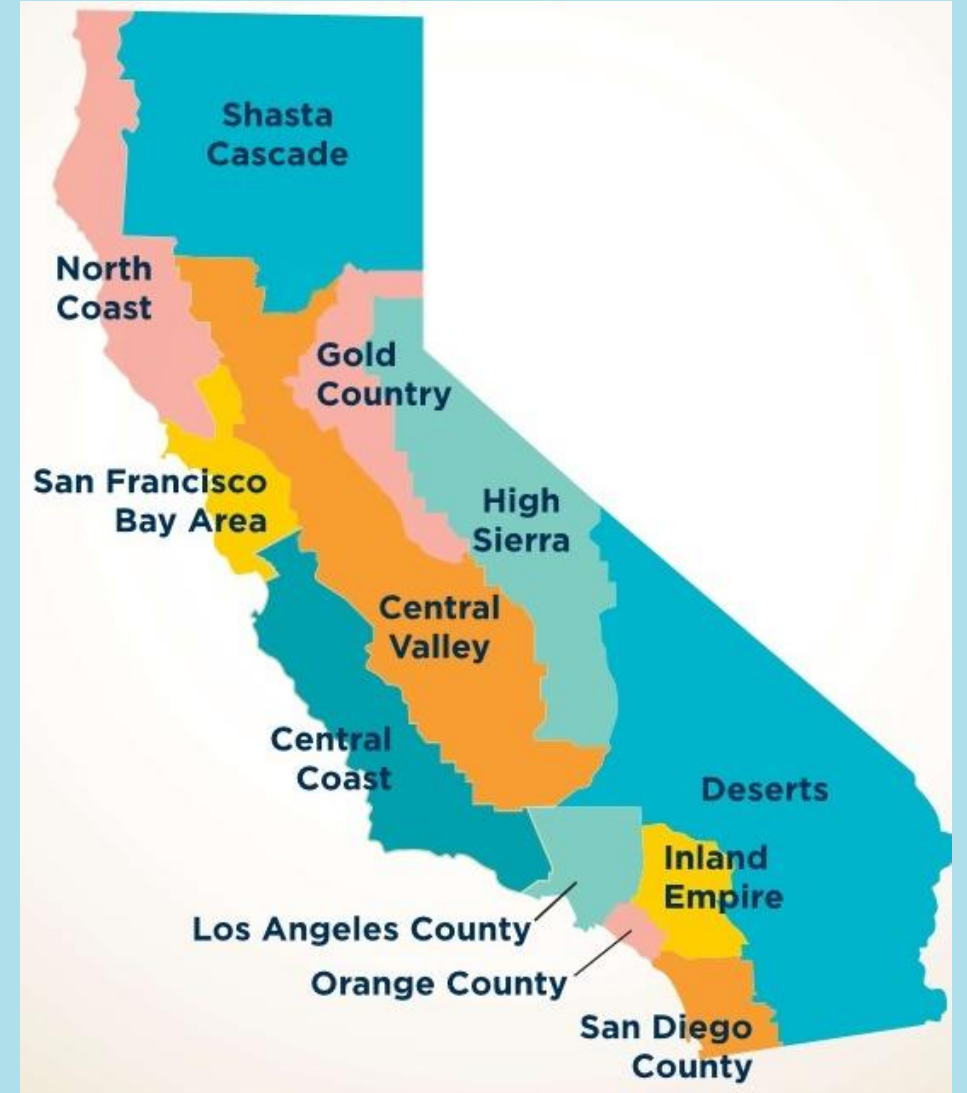 Shasta
Cascade
North
Coast
Gold
Country
San Francisco
Bay Area
High
Sierra
Central
Valley
Central
Coast
Deserts
Inland
Empire
Los Angeles County
Orange County
San Diego
County